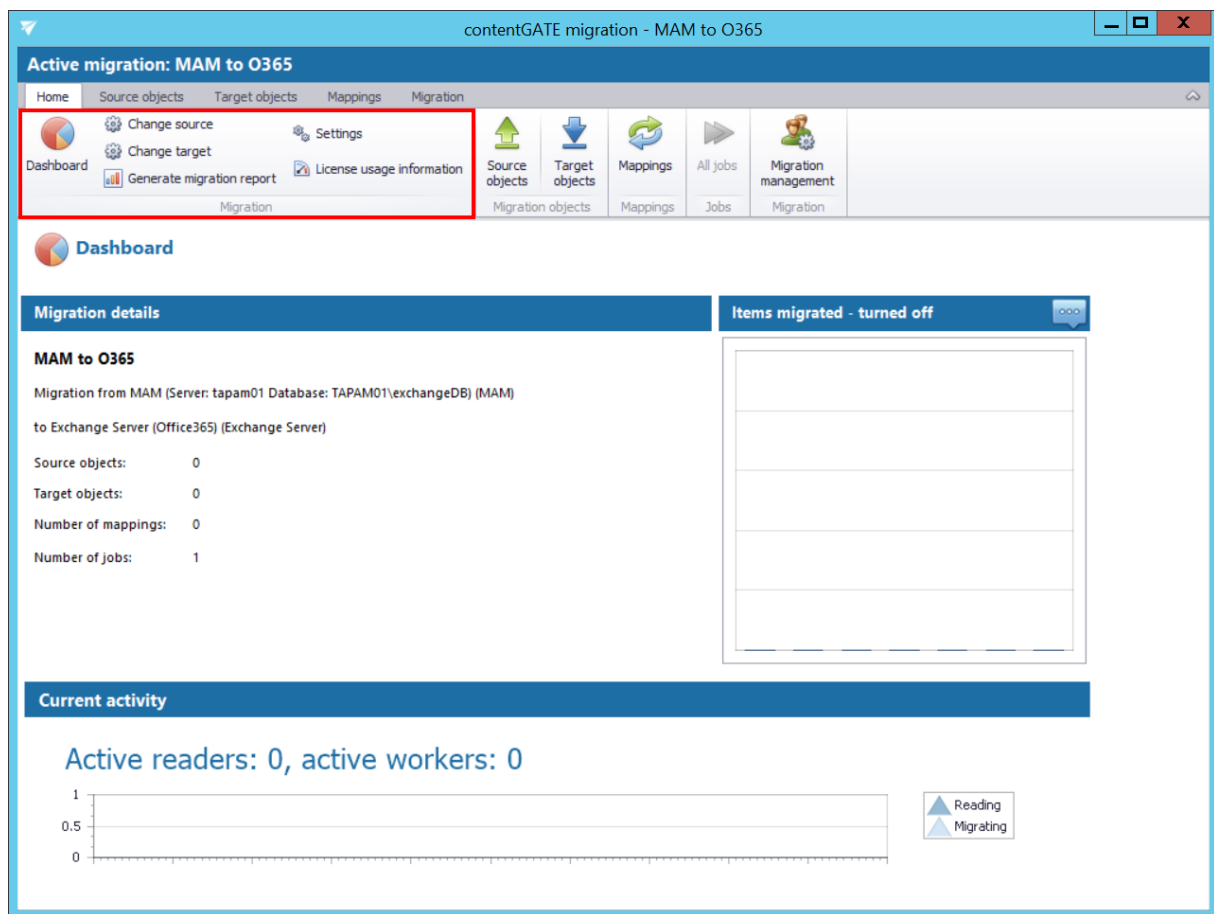 contentGATE migration - MAM to O365
Active migration: MAM to O365
Home Source objects Target objects Mappings Migration
Dashboard
Change source
Change target
Generate migration report
Settings
License usage information
Migration
Source objects
Target objects
Migration objects
Mappings
Mappings
All jobs
Jobs
Migration management
Migration
Dashboard
Migration details
Items migrated - turned off
MAM to O365
Migration from MAM (Server: tapam01 Database: TAPAM01\exchangeDB) (MAM)
to Exchange Server (Office365) (Exchange Server)
Source objects: 0
Target objects: 0
Number of mappings: 0
Number of jobs: 1
Current activity
Active readers: 0, active workers: 0
1
0.5
0
Reading
Migrating